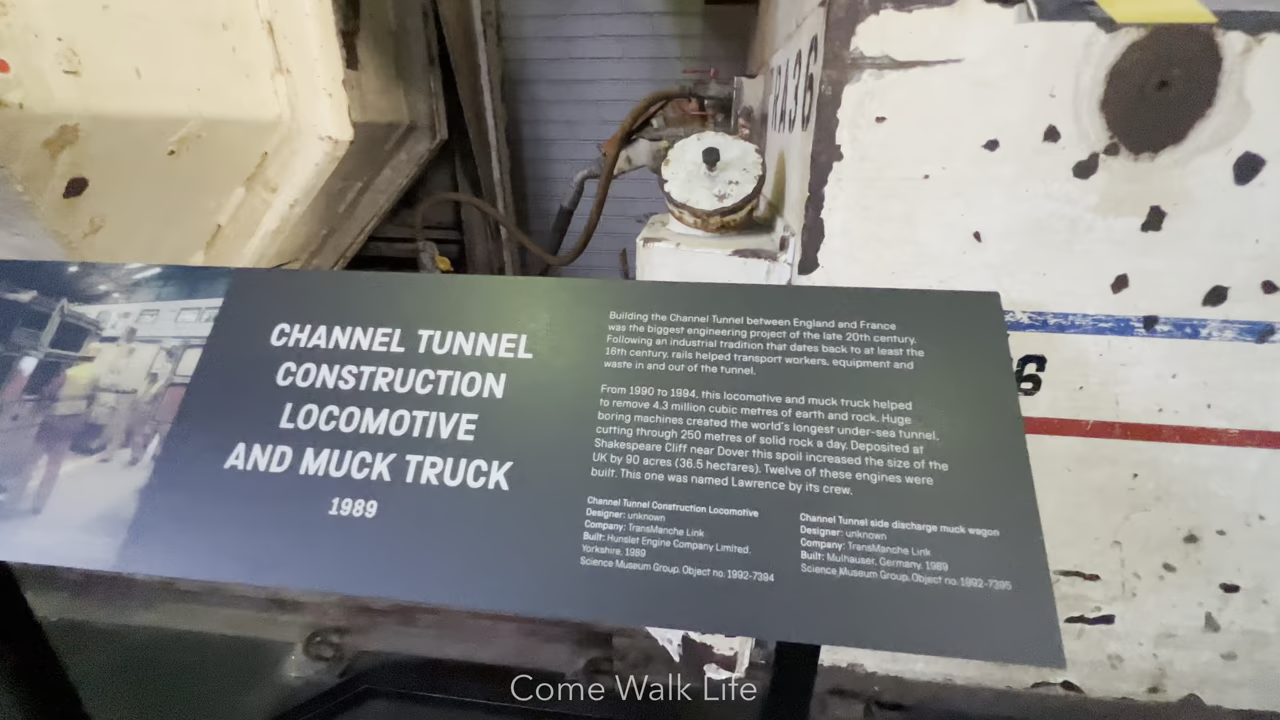 RA36
6
CHANNEL TUNNEL
CONSTRUCTION
LOCOMOTIVE
AND MUCK TRUCK
1989
Building the Channel Tunnel between England and France
was the biggest engineering project of the late 20th century.
Following an industrial tradition that dates back to at least the
16th century, rails helped transport workers, equipment and
waste in and out of the tunnel.
From 1990 to 1994, this locomotive and muck truck helped
to remove 4.3 million cubic metres of earth and rock. Huge
boring machines created the world's longest under-sea tunnel,
cutting through 250 metres of solid rock a day. Deposited at
Shakespeare Cliff near Dover this spoil increased the size of the
UK by 90 acres (36.5 hectares). Twelve of these engines were
built. This one was named Lawrence by its crew.
Channel Tunnel Construction Locomotive
Designer: unknown
Company: TransManche Link
Built: Hunslet Engine Company Limited,
Yorkshire, 1989
Science Museum Group. Object no. 1992-7394
Channel Tunnel side discharge muck wagon
Designer: unknown
Company: TransManche Link
Built: Mulhauser, Germany, 1989
Science Museum Group. Object no. 1992-7395
Come Walk Life